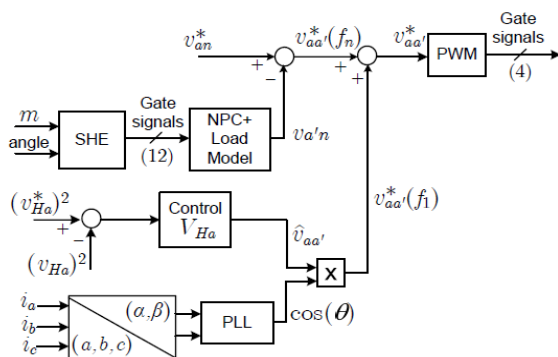 v*an
+
−
v*aa′(fn)
+
+
v*aa′
PWM
Gate signals
(4)
m
angle
SHE
Gate signals
(12)
NPC+
Load
Model
va′n
(v*Ha)2
+
−
(vHa)2
Control
VHa
v̂aa′
v*aa′(f1)
X
ia
ib
ic
(α,β)
(a,b,c)
PLL
cos(θ)